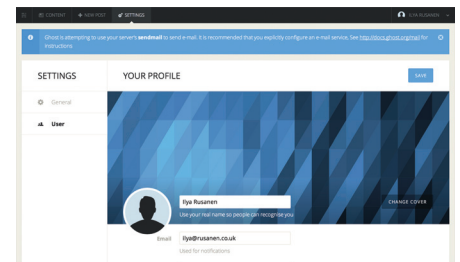 CONTENT + NEW POST SETTINGS ILYA RUSANEN
Ghost is attempting to use your server's sendmail to send e-mail. It is recommended that you explicitly configure an e-mail service. See http://docs.ghost.org/mail for
instructions
SETTINGS YOUR PROFILE SAVE
General
User
Ilya Rusanen CHANGE COVER
Use your real name so people can recognise you
Email ilya@rusanen.co.uk
Used for notifications